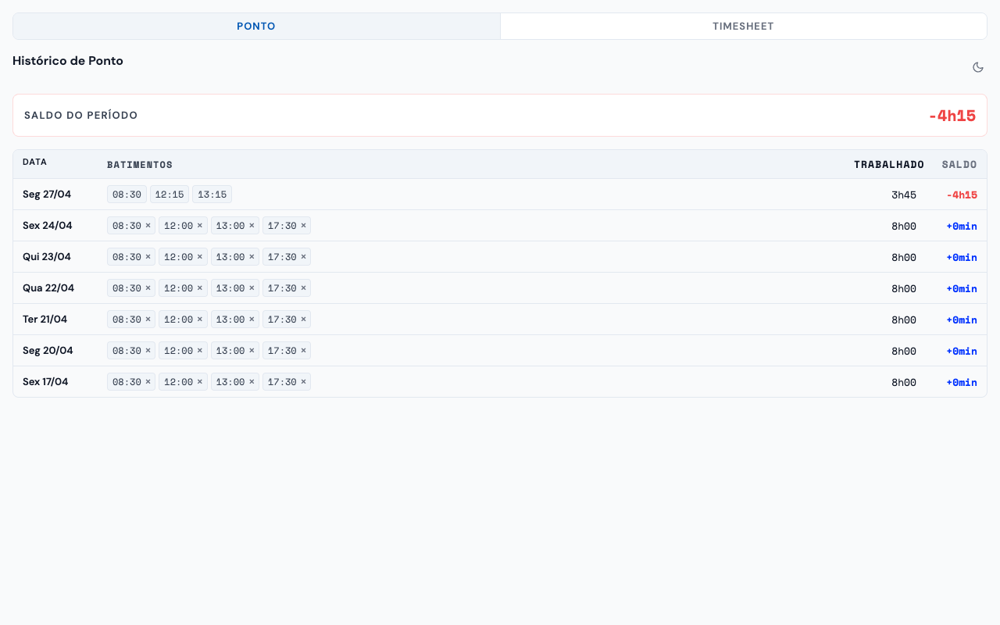 PONTO TIMESHEET
Histórico de Ponto
SALDO DO PERÍODO -4h15
DATA BATIMENTOS TRABALHADO SALDO
Seg 27/04 08:30 12:15 13:15 3h45 -4h15
Sex 24/04 08:30 × 12:00 × 13:00 × 17:30 × 8h00 +0min
Qui 23/04 08:30 × 12:00 × 13:00 × 17:30 × 8h00 +0min
Qua 22/04 08:30 × 12:00 × 13:00 × 17:30 × 8h00 +0min
Ter 21/04 08:30 × 12:00 × 13:00 × 17:30 × 8h00 +0min
Seg 20/04 08:30 × 12:00 × 13:00 × 17:30 × 8h00 +0min
Sex 17/04 08:30 × 12:00 × 13:00 × 17:30 × 8h00 +0min